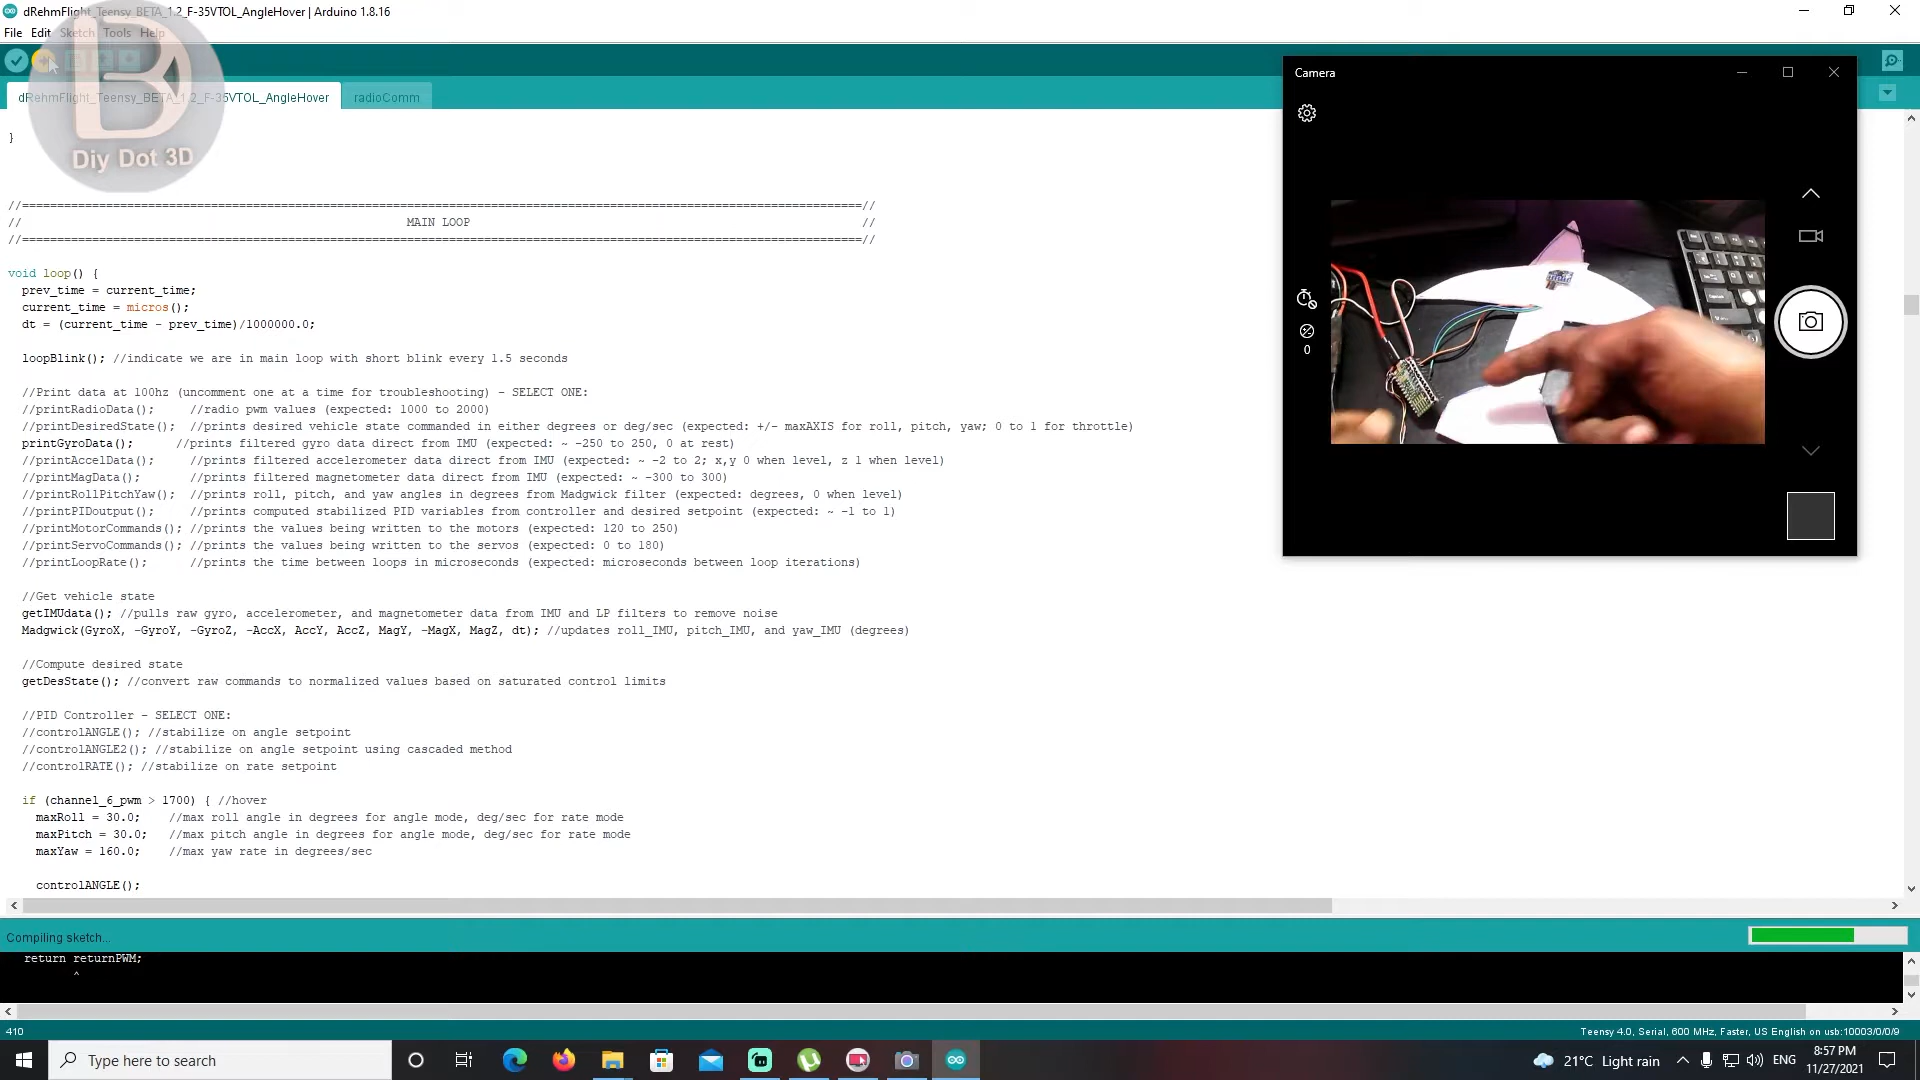 dRehmFlight_Teensy_BETA_1.2_F-35VTOL_AngleHover | Arduino 1.8.16
File Edit Sketch Tools Help
dRehmFlight_Teensy_BETA_1.2_F-35VTOL_AngleHover radioComm
Diy Dot 3D
}
//========================================================================================================================//
// MAIN LOOP //
//========================================================================================================================//
void loop() {
prev_time = current_time;
current_time = micros();
dt = (current_time - prev_time)/1000000.0;
loopBlink(); //indicate we are in main loop with short blink every 1.5 seconds
//Print data at 100hz (uncomment one at a time for troubleshooting) - SELECT ONE:
//printRadioData(); //radio pwm values (expected: 1000 to 2000)
//printDesiredState(); //prints desired vehicle state commanded in either degrees or deg/sec (expected: +/- maxAXIS for roll, pitch, yaw; 0 to 1 for throttle)
printGyroData(); //prints filtered gyro data direct from IMU (expected: ~ -250 to 250, 0 at rest)
//printAccelData(); //prints filtered accelerometer data direct from IMU (expected: ~ -2 to 2; x,y 0 when level, z 1 when level)
//printMagData(); //prints filtered magnetometer data direct from IMU (expected: ~ -300 to 300)
//printRollPitchYaw(); //prints roll, pitch, and yaw angles in degrees from Madgwick filter (expected: degrees, 0 when level)
//printPIDoutput(); //prints computed stabilized PID variables from controller and desired setpoint (expected: ~ -1 to 1)
//printMotorCommands(); //prints the values being written to the motors (expected: 120 to 250)
//printServoCommands(); //prints the values being written to the servos (expected: 0 to 180)
//printLoopRate(); //prints the time between loops in microseconds (expected: microseconds between loop iterations)
//Get vehicle state
getIMUdata(); //pulls raw gyro, accelerometer, and magnetometer data from IMU and LP filters to remove noise
Madgwick(GyroX, -GyroY, -GyroZ, -AccX, AccY, AccZ, MagY, -MagX, MagZ, dt); //updates roll_IMU, pitch_IMU, and yaw_IMU (degrees)
//Compute desired state
getDesState(); //convert raw commands to normalized values based on saturated control limits
//PID Controller - SELECT ONE:
//controlANGLE(); //stabilize on angle setpoint
//controlANGLE2(); //stabilize on angle setpoint using cascaded method
//controlRATE(); //stabilize on rate setpoint
if (channel_6_pwm > 1700) { //hover
maxRoll = 30.0; //max roll angle in degrees for angle mode, deg/sec for rate mode
maxPitch = 30.0; //max pitch angle in degrees for angle mode, deg/sec for rate mode
maxYaw = 160.0; //max yaw rate in degrees/sec
controlANGLE();
Camera
0
Compiling sketch...
return returnPWM;
^
410
Teensy 4.0, Serial, 600 MHz, Faster, US English on usb:10003/0/0/9
Type here to search
21°C Light rain
ENG
8:57 PM
11/27/2021